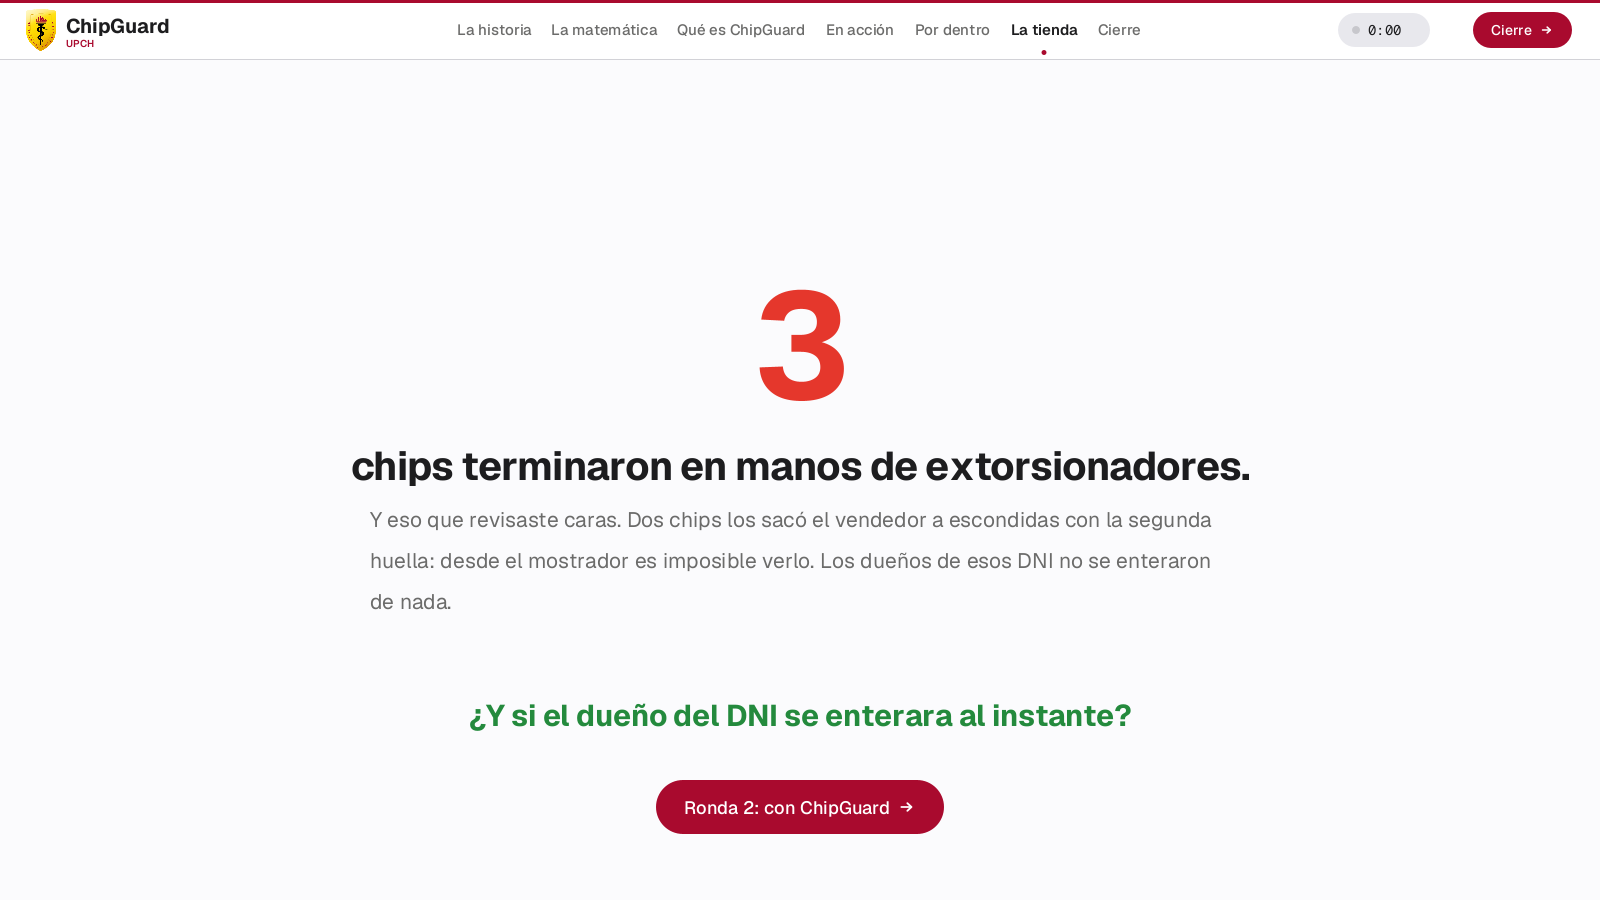 ChipGuard
UPCH
La historia
La matemática
Qué es ChipGuard
En acción
Por dentro
La tienda
Cierre
0:00
Cierre →
3
chips terminaron en manos de extorsionadores.
Y eso que revisaste caras. Dos chips los sacó el vendedor a escondidas con la segunda
huella: desde el mostrador es imposible verlo. Los dueños de esos DNI no se enteraron
de nada.
¿Y si el dueño del DNI se enterara al instante?
Ronda 2: con ChipGuard →